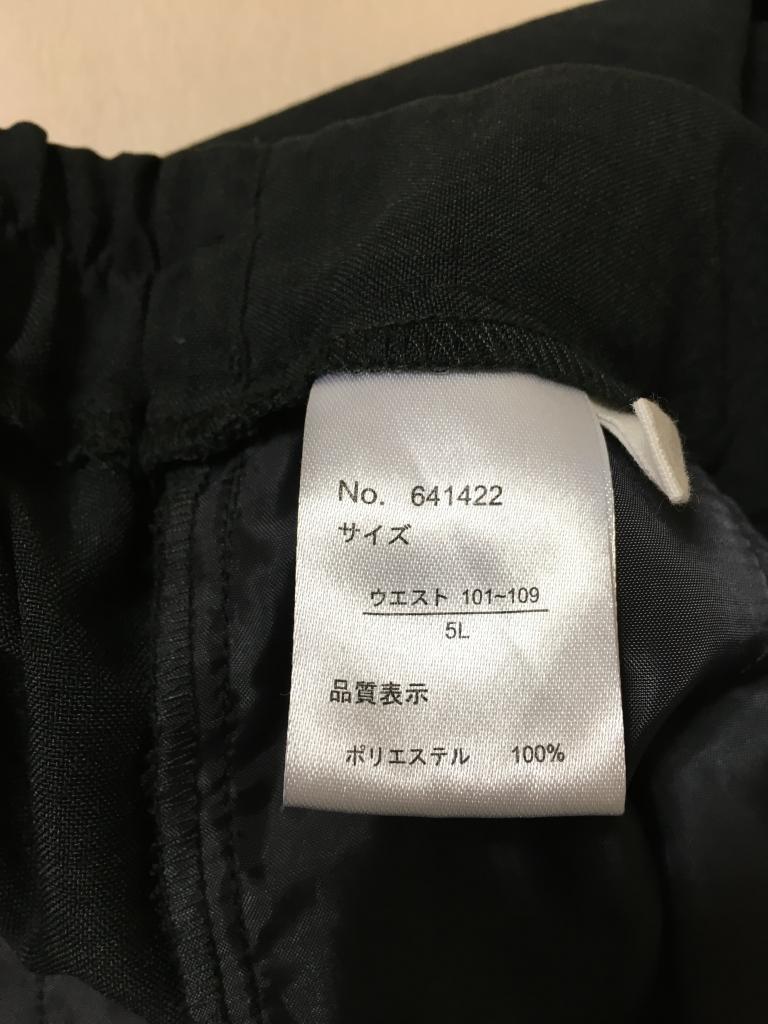 No. 641422
サイズ
ウエスト 101~109
5L
品質表示
ポリエステル 100%